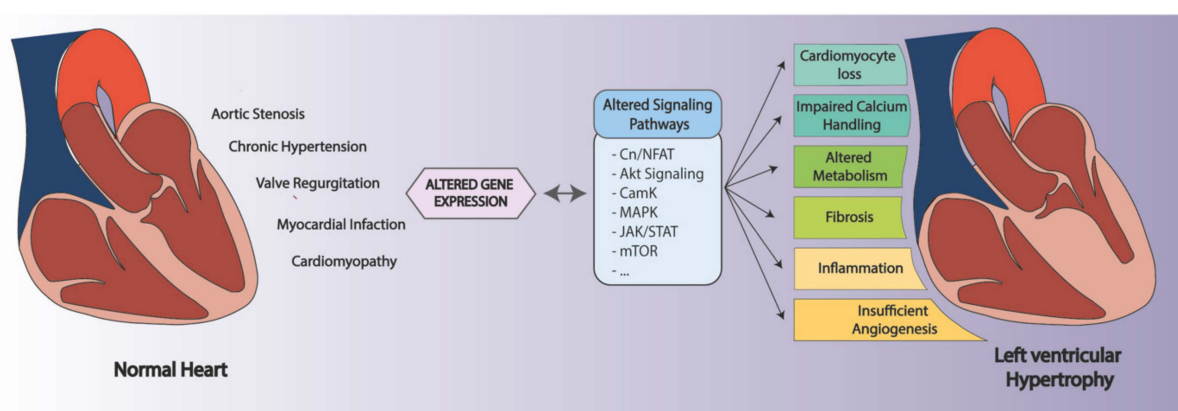 Aortic Stenosis
Chronic Hypertension
Valve Regurgitation
Myocardial Infaction
Cardiomyopathy
Normal Heart
ALTERED GENE
EXPRESSION
Altered Signaling
Pathways
- Cn/NFAT
- Akt Signaling
- CamK
- MAPK
- JAK/STAT
- mTOR
- ...
Cardiomyocyte
loss
Impaired Calcium
Handling
Altered
Metabolism
Fibrosis
Inflammation
Insufficient
Angiogenesis
Left ventricular
Hypertrophy